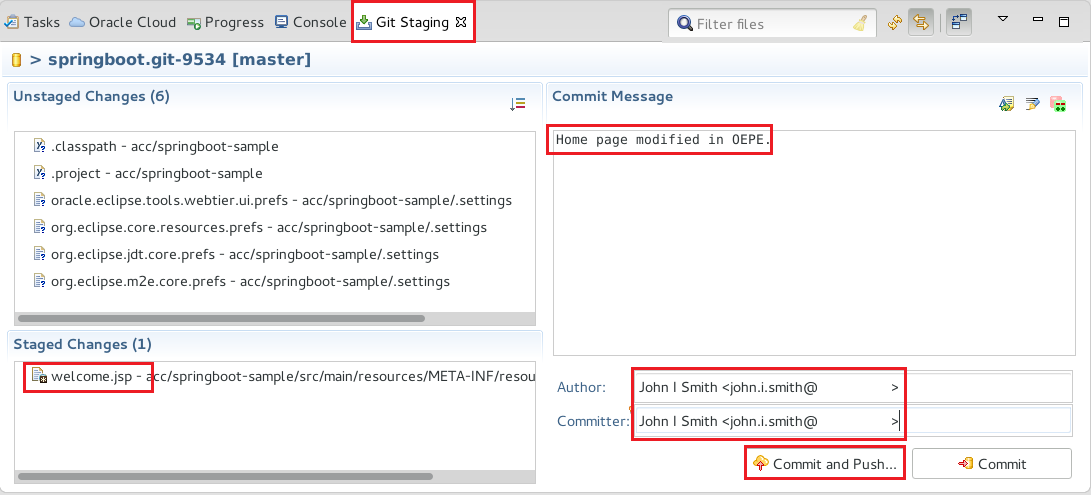 Tasks Oracle Cloud Progress Console Git Staging Filter files
> springboot.git-9534 [master]
Unstaged Changes (6)
.classpath - acc/springboot-sample
.project - acc/springboot-sample
oracle.eclipse.tools.webtier.ui.prefs - acc/springboot-sample/.settings
org.eclipse.core.resources.prefs - acc/springboot-sample/.settings
org.eclipse.jdt.core.prefs - acc/springboot-sample/.settings
org.eclipse.m2e.core.prefs - acc/springboot-sample/.settings
Staged Changes (1)
welcome.jsp - acc/springboot-sample/src/main/resources/META-INF/resou
Commit Message
Home page modified in OEPE.
Author: John I Smith <john.i.smith@ >
Committer: John I Smith <john.i.smith@ >
Commit and Push... Commit